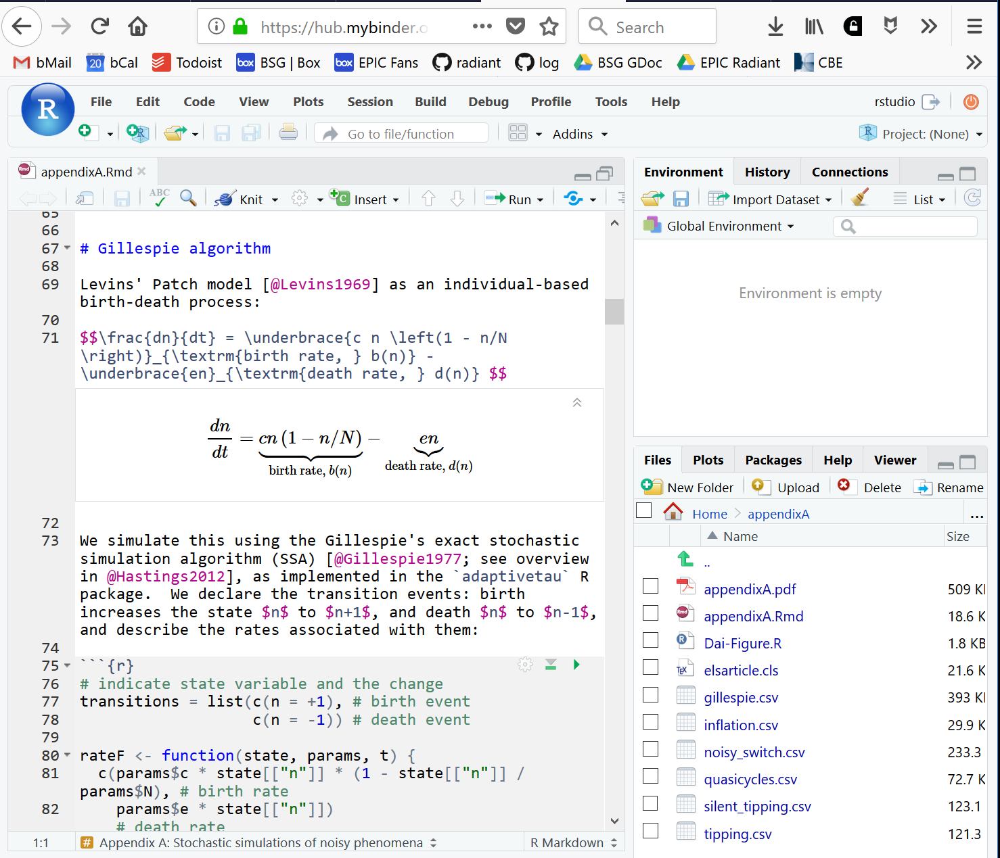 https://hub.mybinder.o
Search
bMail
20 bCal
Todoist
box BSG | Box
box EPIC Fans
radiant
log
BSG GDoc
EPIC Radiant
CBE
R
File Edit Code View Plots Session Build Debug Profile Tools Help
rstudio
Go to file/function
Addins
Project: (None)
appendixA.Rmd
ABC
Knit
Insert
Run
65
66
67 # Gillespie algorithm
68
69 Levins' Patch model [@Levins1969] as an individual-based
birth-death process:
70
71 $$\frac{dn}{dt} = \underbrace{c n \left(1 - n/N
\right)}_{\textrm{birth rate, } b(n)} -
\underbrace{en}_{\textrm{death rate, } d(n)} $$
dn
dt
= cn (1 − n/N) − en
birth rate, b(n)
death rate, d(n)
72
73 We simulate this using the Gillespie's exact stochastic
simulation algorithm (SSA) [@Gillespie1977; see overview
in @Hastings2012], as implemented in the `adaptivetau` R
package.  We declare the transition events: birth
increases the state $n$ to $n+1$, and death $n$ to $n-1$,
and describe the rates associated with them:
74
75 ```{r}
76 # indicate state variable and the change
77 transitions = list(c(n = +1), # birth event
78 c(n = -1)) # death event
79
80 rateF <- function(state, params, t) {
81 c(params$c * state[["n"]] * (1 - state[["n"]] /
params$N), # birth rate
82 params$e * state[["n"]])
# death rate
1:1
# Appendix A: Stochastic simulations of noisy phenomena
R Markdown
Environment History Connections
Import Dataset
List
Global Environment
Environment is empty
Files Plots Packages Help Viewer
New Folder Upload Delete Rename
Home appendixA ...
Name Size
..
appendixA.pdf 509 K
appendixA.Rmd 18.6 K
Dai-Figure.R 1.8 KB
elsarticle.cls 21.6 K
gillespie.csv 393 K
inflation.csv 29.9 K
noisy_switch.csv 233.3
quasicycles.csv 72.7 K
silent_tipping.csv 123.1
tipping.csv 121.3